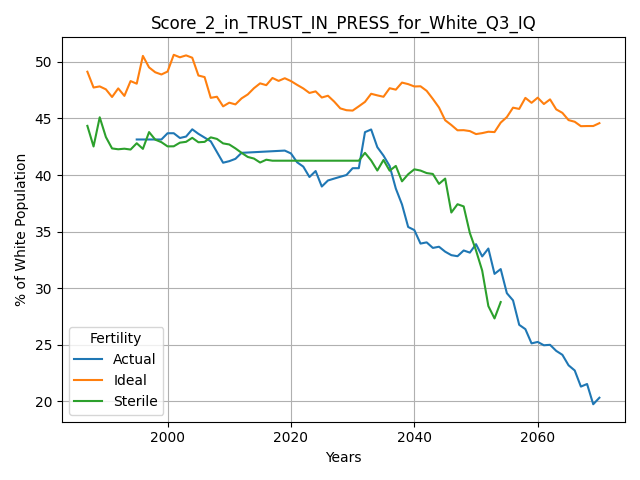 Score_2_in_TRUST_IN_PRESS_for_White_Q3_IQ
% of White Population
50
45
40
35
30
25
20
Fertility
Actual
Ideal
Sterile
2000 2020 2040 2060
Years